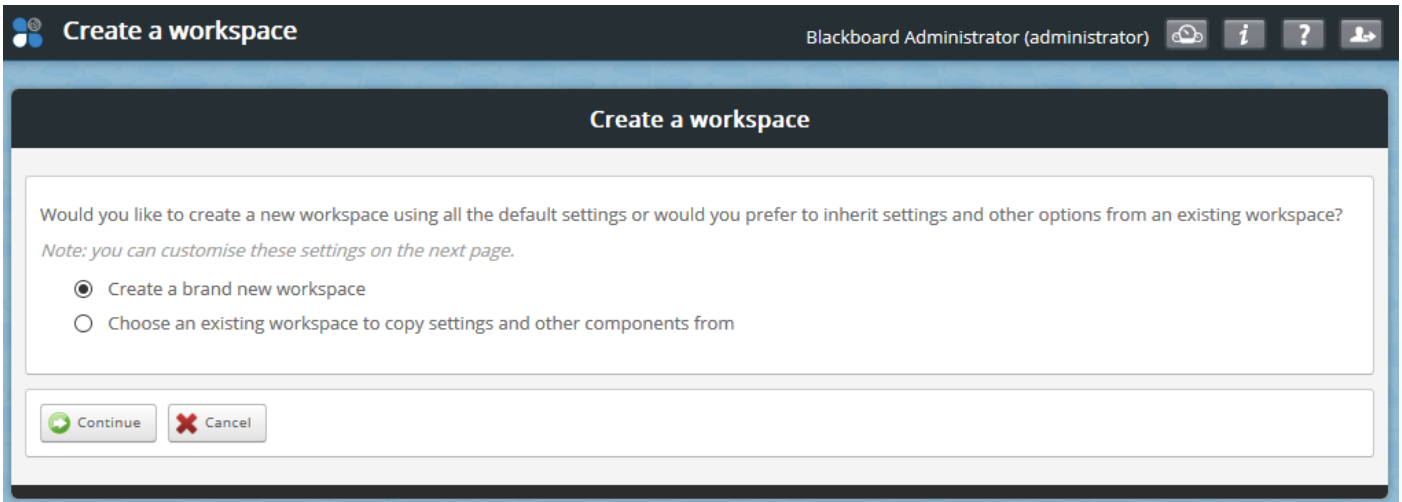 Create a workspace
Blackboard Administrator (administrator)
i
?
Create a workspace
Would you like to create a new workspace using all the default settings or would you prefer to inherit settings and other options from an existing workspace?
Note: you can customise these settings on the next page.
Create a brand new workspace
Choose an existing workspace to copy settings and other components from
Continue
Cancel